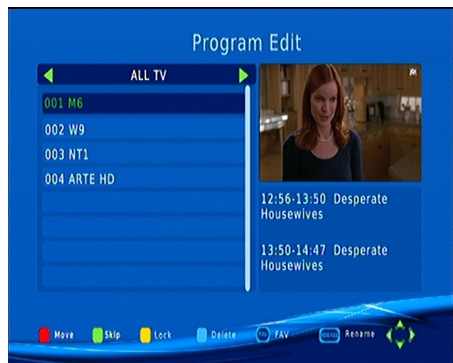 Program Edit
ALL TV
001 M6
002 W9
003 NT1
004 ARTE HD
12:56-13:50 Desperate
Housewives
13:50-14:47 Desperate
Housewives
Move Skip Lock Delete FAV FAV Rename